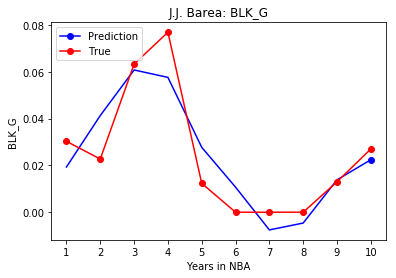 J.J. Barea: BLK_G
Prediction
True
0.08
0.06
0.04
0.02
0.00
BLK_G
1 2 3 4 5 6 7 8 9 10
Years in NBA